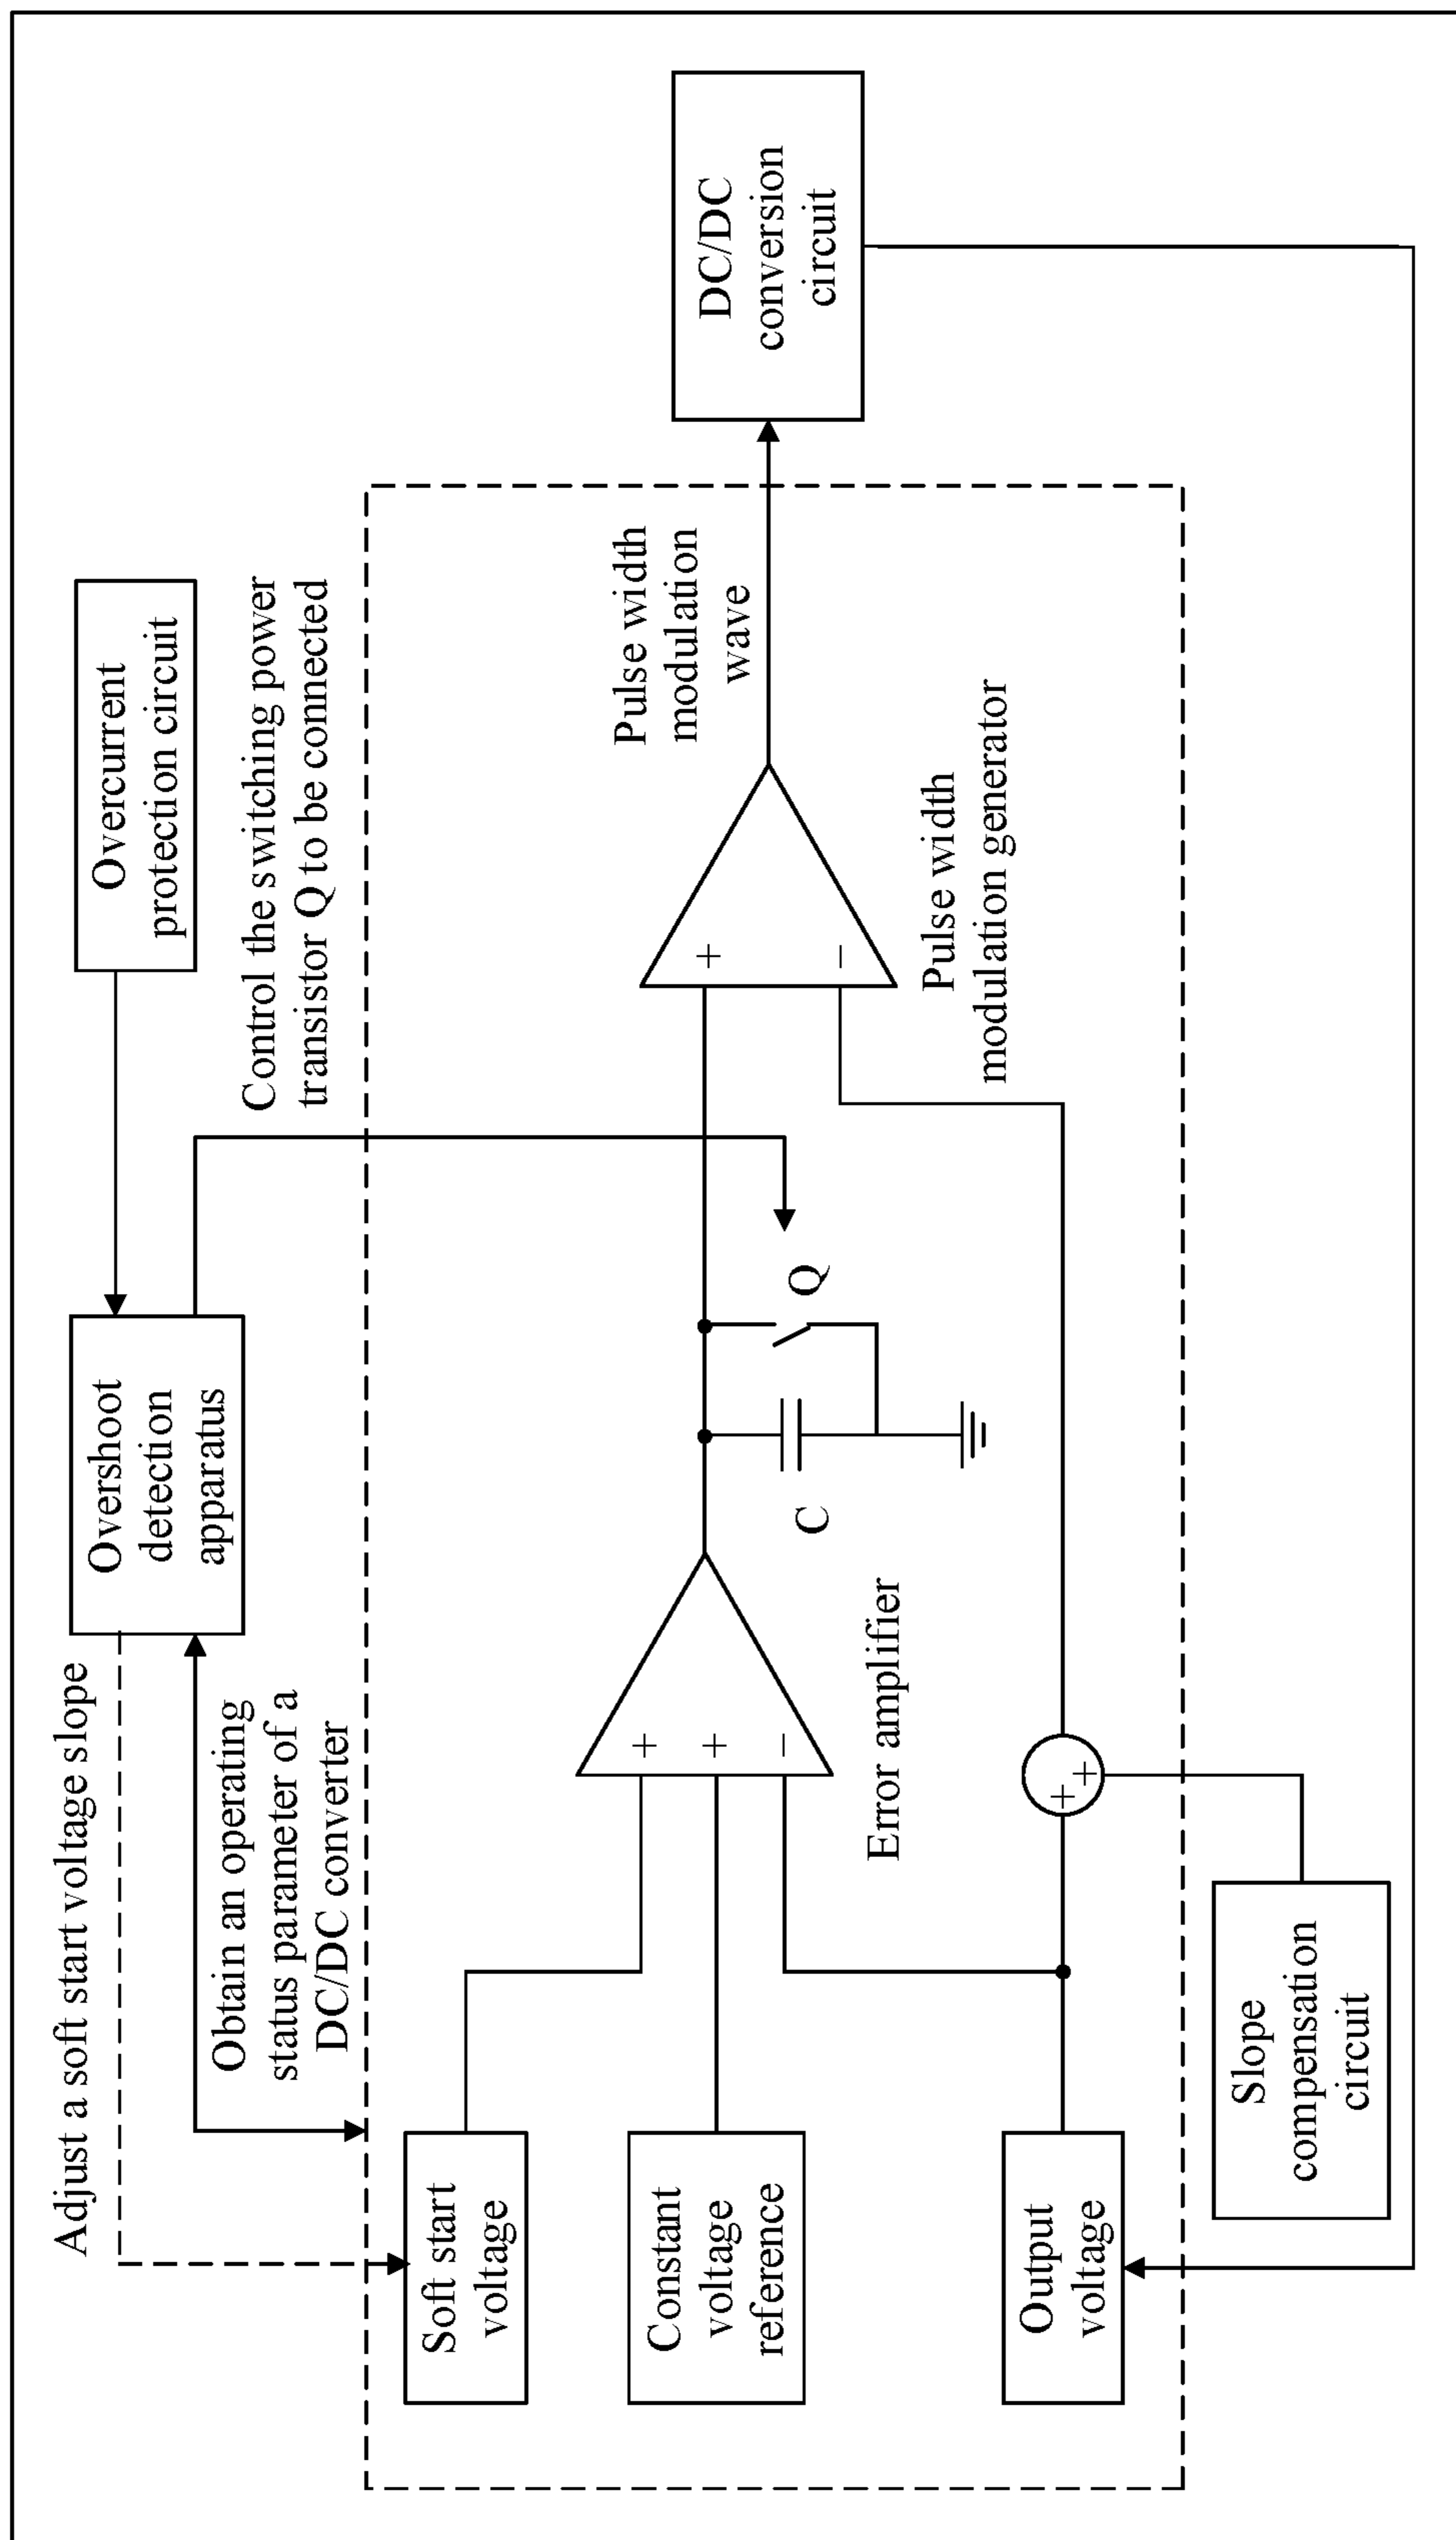 Adjust a soft start voltage slope
Obtain an operating
status parameter of a
DC/DC converter
Overshoot
detection
apparatus
Overcurrent
protection circuit
Control the switching power
transistor Q to be connected
Soft start
voltage
Constant
voltage
reference
Output
voltage
Slope
compensation
circuit
+
+
−
Error amplifier
+
+
C
Q
+
−
Pulse width
modulation generator
Pulse width
modulation
wave
DC/DC
conversion
circuit